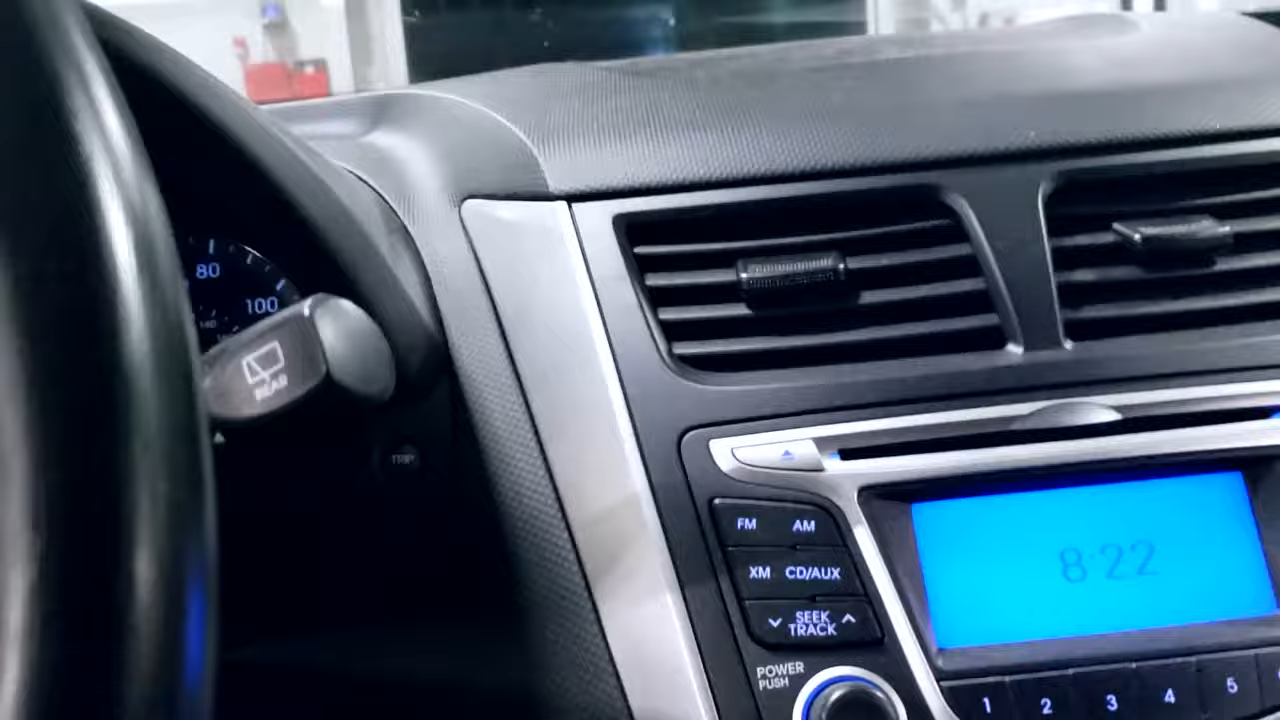 80
100
140
REAR
TRIP
FM AM
XM CD/AUX
SEEK
TRACK
POWER
PUSH
8:22
1 2 3 4 5